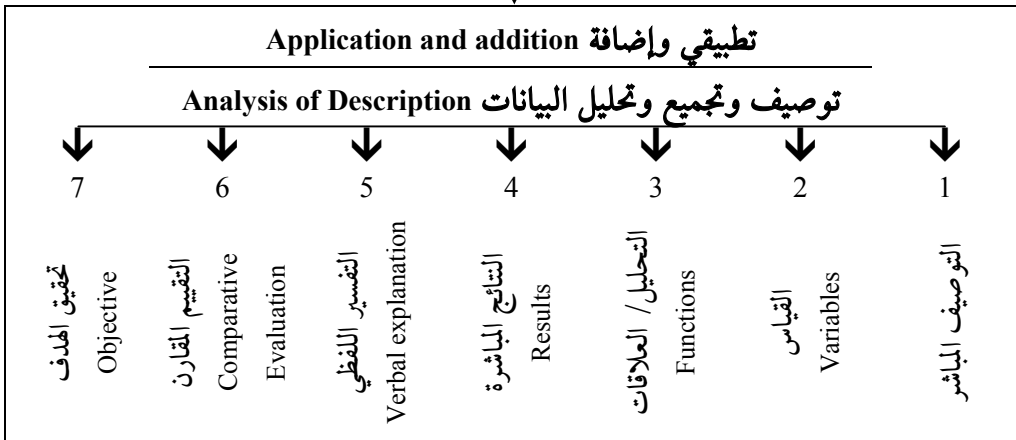 تطبيقي وإضافة Application and addition
توصيف وتجميع وتحليل البيانات Analysis of Description
1
2
3
4
5
6
7
التوصيف المباشر
القياس
Variables
التحليل/ العلاقات
Functions
النتائج المباشرة
Results
التفسير اللفظي
Verbal explanation
التقييم المقارن
Comparative
Evaluation
تحقيق الهدف
Objective